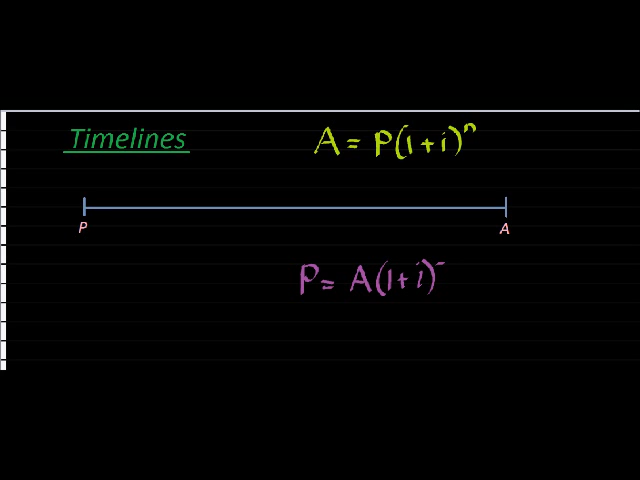 Timelines
A = P(1+i)ⁿ
P A
P = A(1+i)⁻